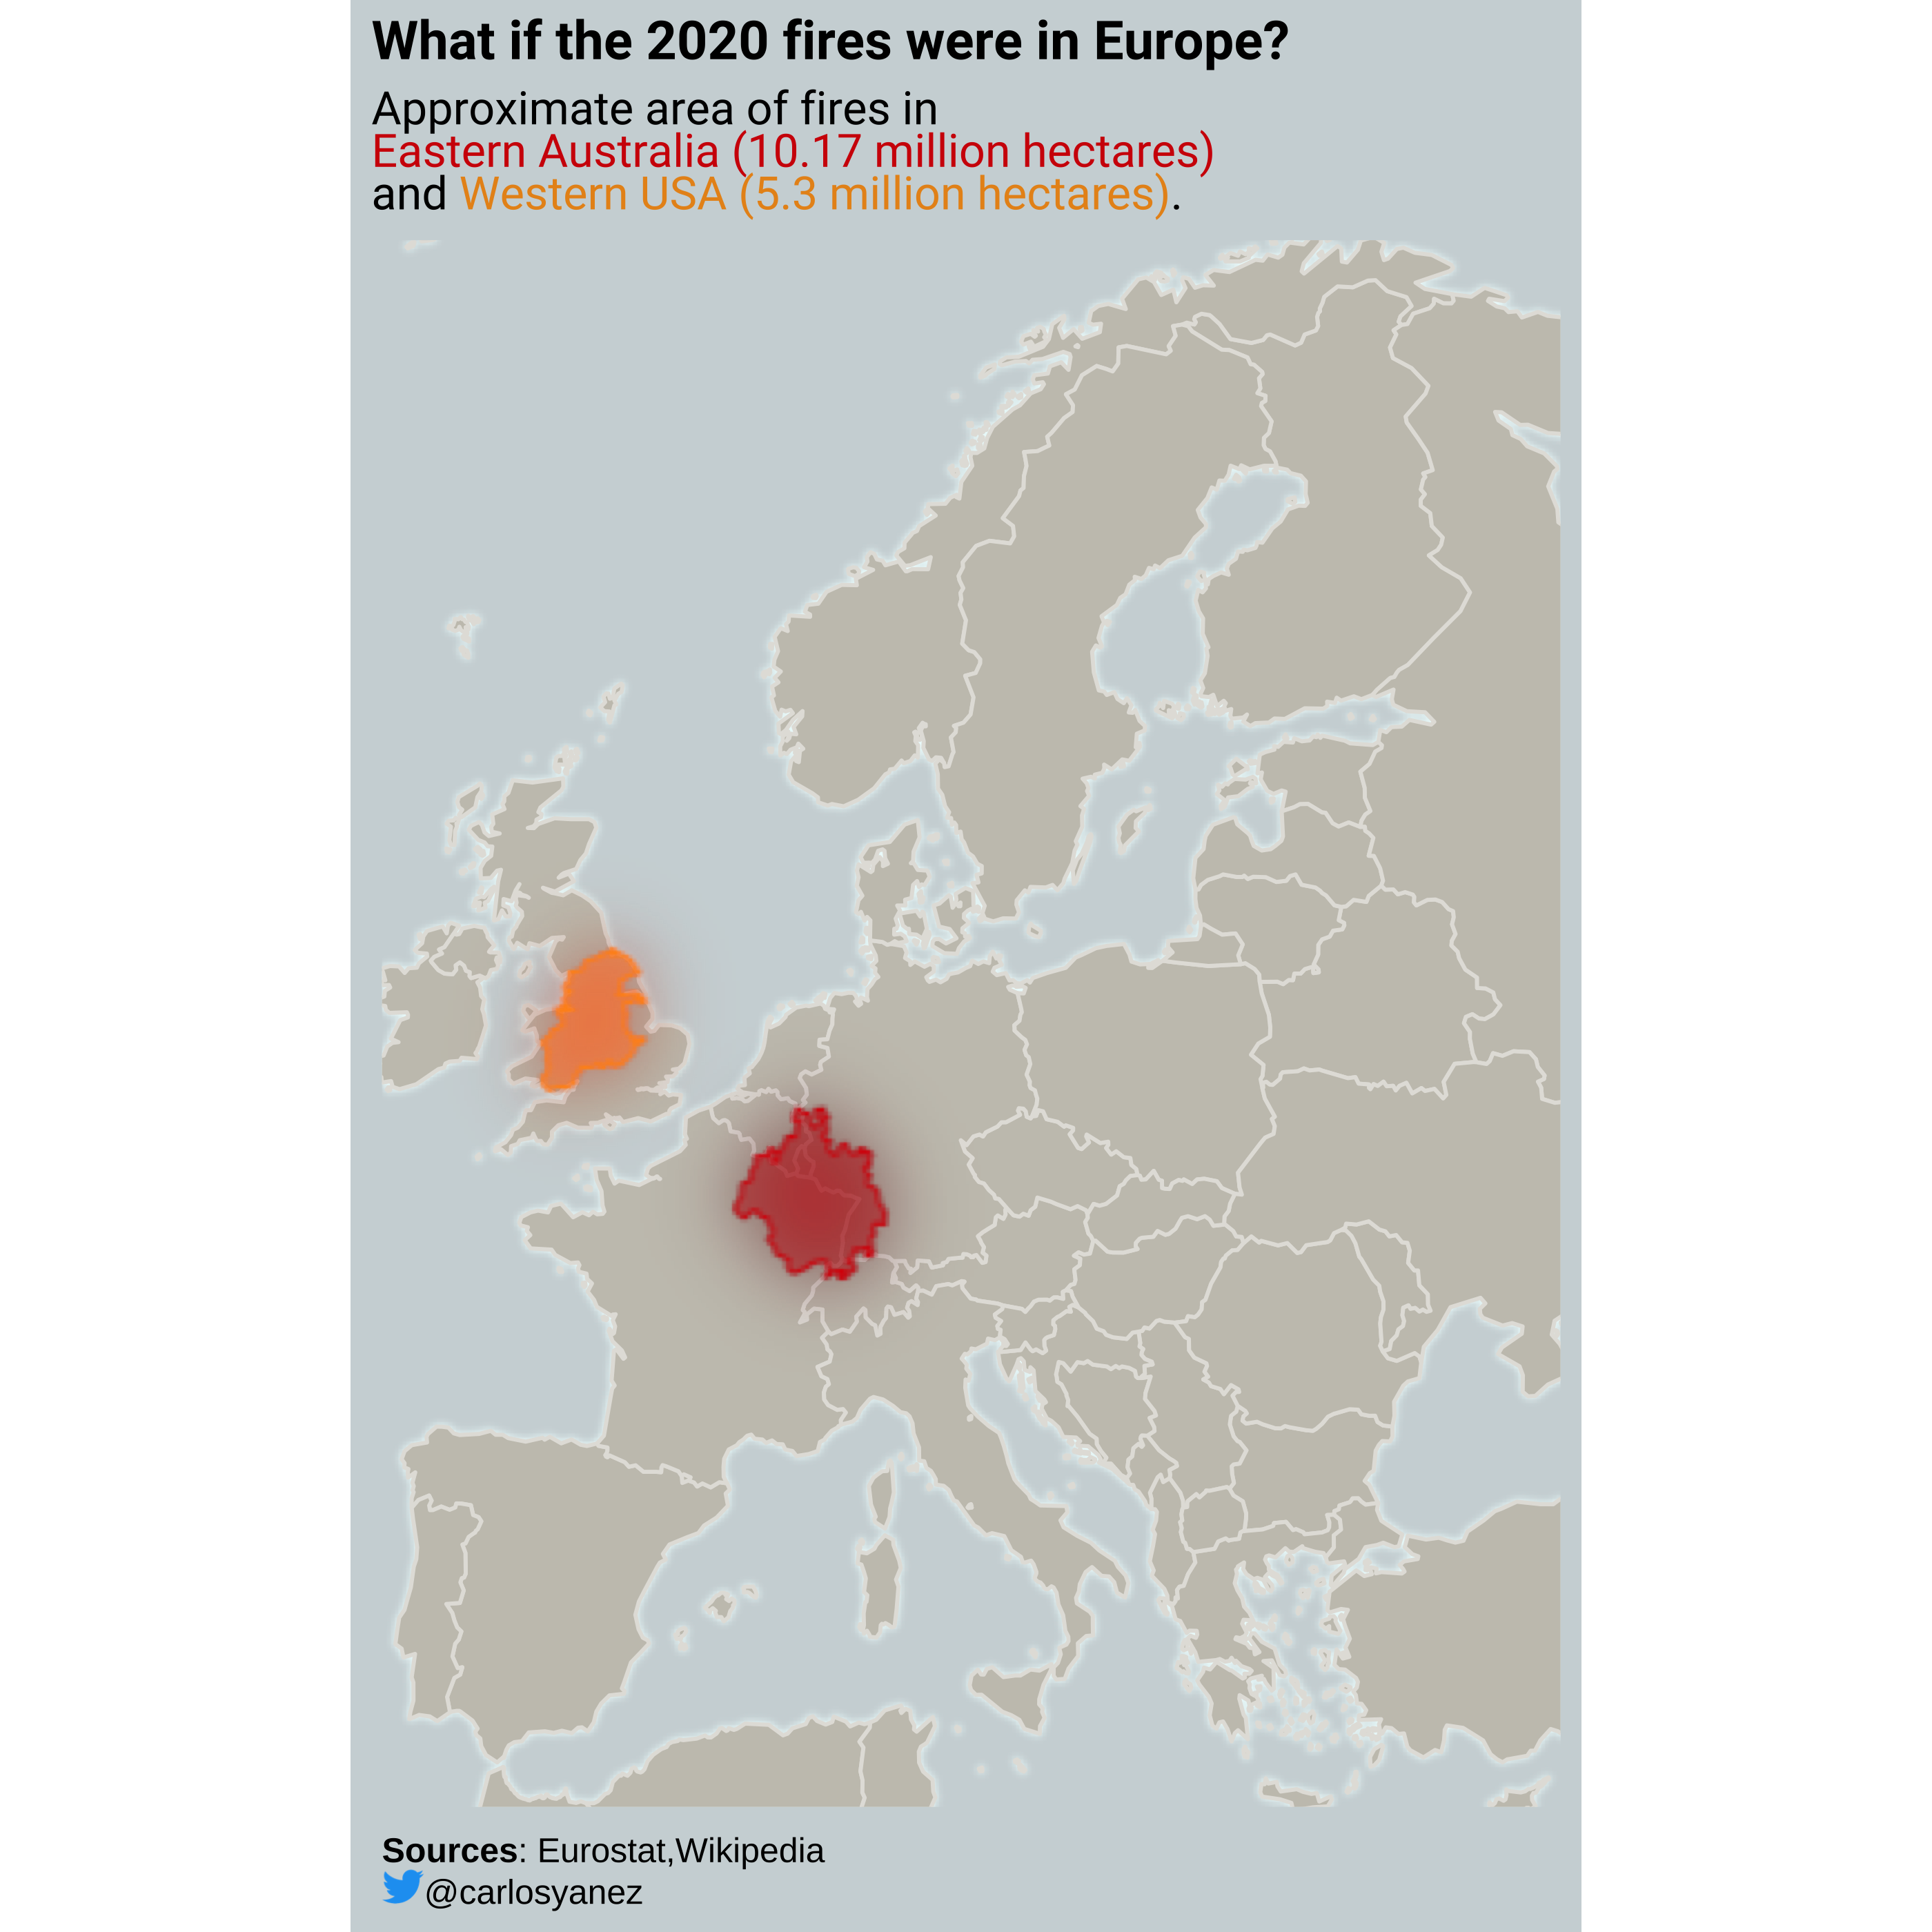 What if the 2020 fires were in Europe?
Approximate area of fires in
Eastern Australia (10.17 million hectares)
and Western USA (5.3 million hectares).
Sources: Eurostat,Wikipedia
@carlosyanez